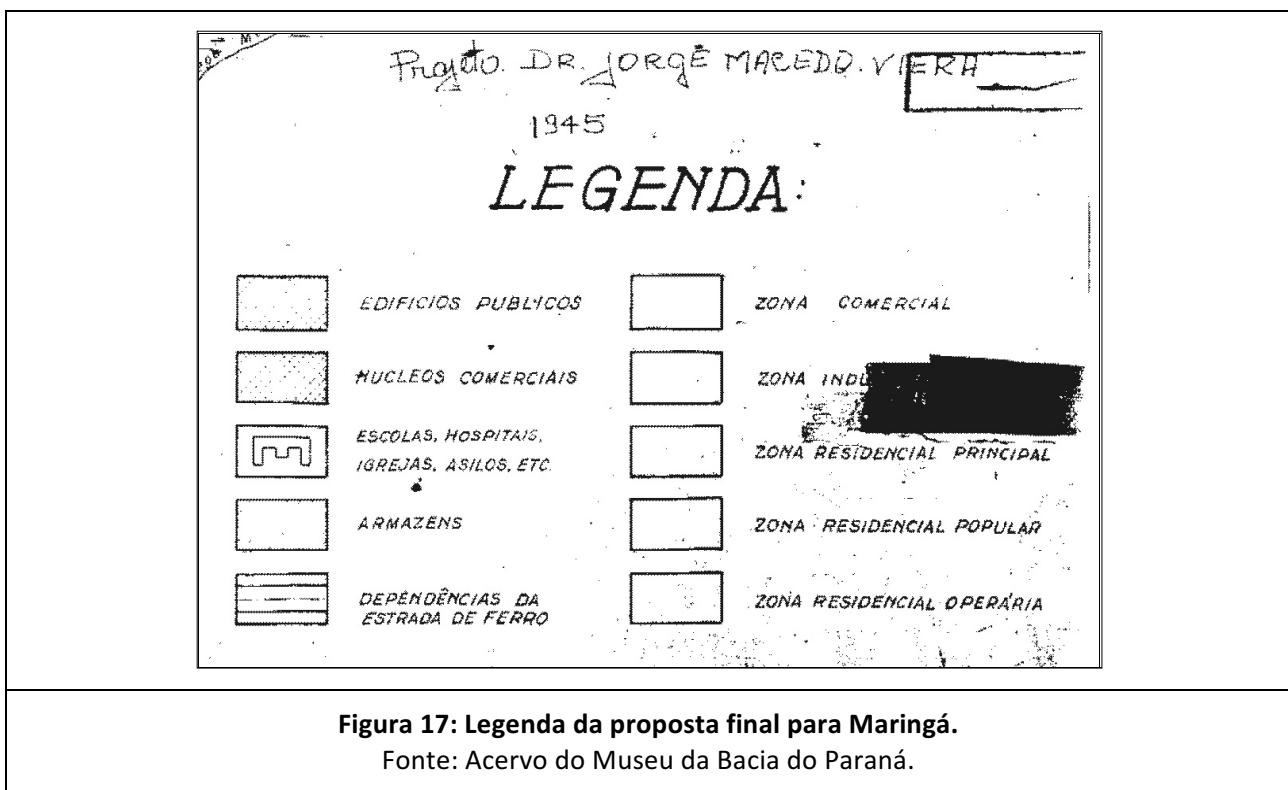 Projeto. DR. JORGE MACEDO. VIERA
1945
LEGENDA:
EDIFICIOS PUBLICOS
NUCLEOS COMERCIAIS
ESCOLAS, HOSPITAIS,
IGREJAS, ASILOS, ETC.
ARMAZENS
DEPENDÊNCIAS DA
ESTRADA DE FERRO
ZONA COMERCIAL
ZONA
ZONA RESIDENCIAL PRINCIPAL
ZONA RESIDENCIAL POPULAR
ZONA RESIDENCIAL OPERÁRIA
Figura 17: Legenda da proposta final para Maringá.
Fonte: Acervo do Museu da Bacia do Paraná.